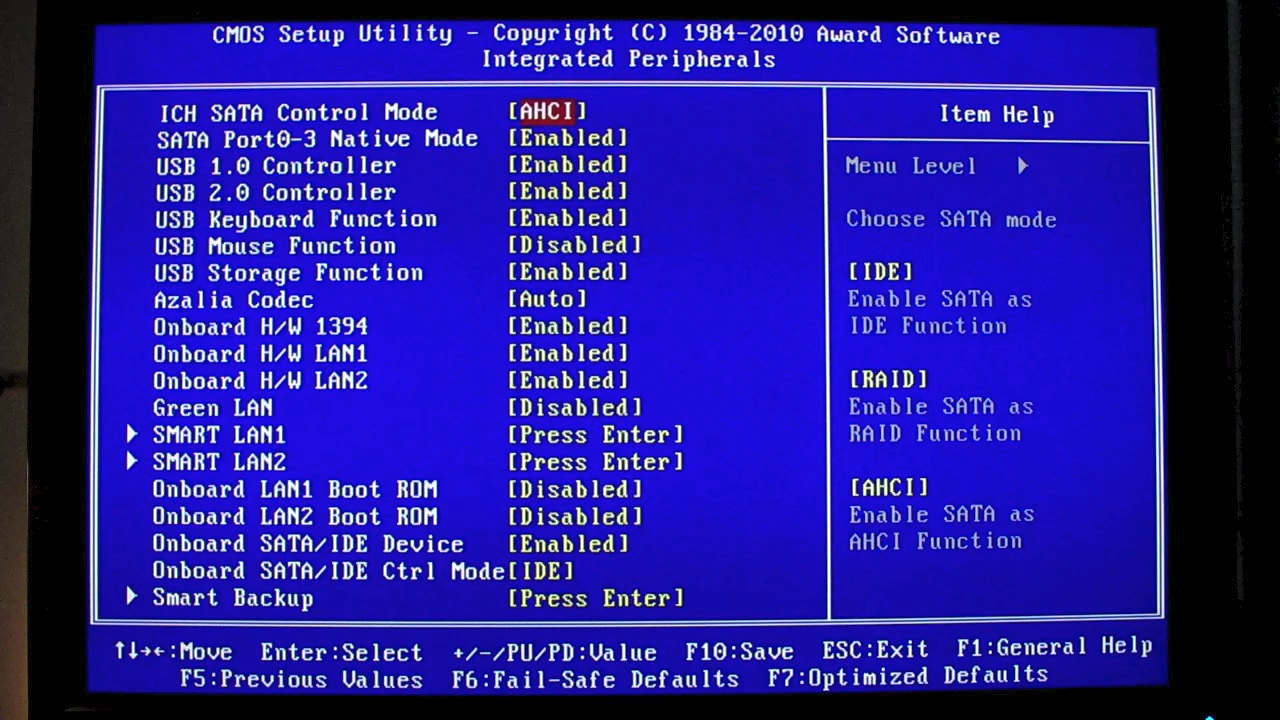 CMOS Setup Utility - Copyright (C) 1984-2010 Award Software
Integrated Peripherals
ICH SATA Control Mode [AHCI]
SATA Port0-3 Native Mode [Enabled]
USB 1.0 Controller [Enabled]
USB 2.0 Controller [Enabled]
USB Keyboard Function [Enabled]
USB Mouse Function [Disabled]
USB Storage Function [Enabled]
Azalia Codec [Auto]
Onboard H/W 1394 [Enabled]
Onboard H/W LAN1 [Enabled]
Onboard H/W LAN2 [Enabled]
Green LAN [Disabled]
SMART LAN1 [Press Enter]
SMART LAN2 [Press Enter]
Onboard LAN1 Boot ROM [Disabled]
Onboard LAN2 Boot ROM [Disabled]
Onboard SATA/IDE Device [Enabled]
Onboard SATA/IDE Ctrl Mode[IDE]
Smart Backup [Press Enter]
Item Help
Menu Level
Choose SATA mode
[IDE]
Enable SATA as
IDE Function
[RAID]
Enable SATA as
RAID Function
[AHCI]
Enable SATA as
AHCI Function
↑↓→←:Move Enter:Select +/-/PU/PD:Value F10:Save ESC:Exit F1:General Help
F5:Previous Values F6:Fail-Safe Defaults F7:Optimized Defaults